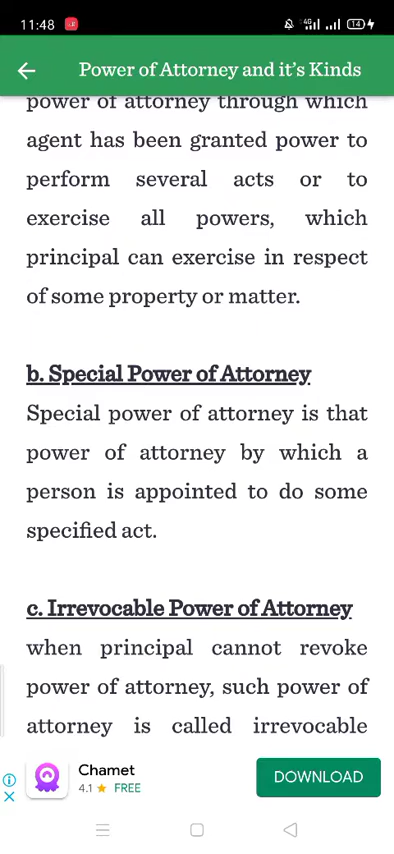 11:48
4G
14
Power of Attorney and it's Kinds
power of attorney through which
agent has been granted power to
perform several acts or to
exercise all powers, which
principal can exercise in respect
of some property or matter.
b. Special Power of Attorney
Special power of attorney is that
power of attorney by which a
person is appointed to do some
specified act.
c. Irrevocable Power of Attorney
when principal cannot revoke
power of attorney, such power of
attorney is called irrevocable
Chamet
4.1 ★ FREE
DOWNLOAD